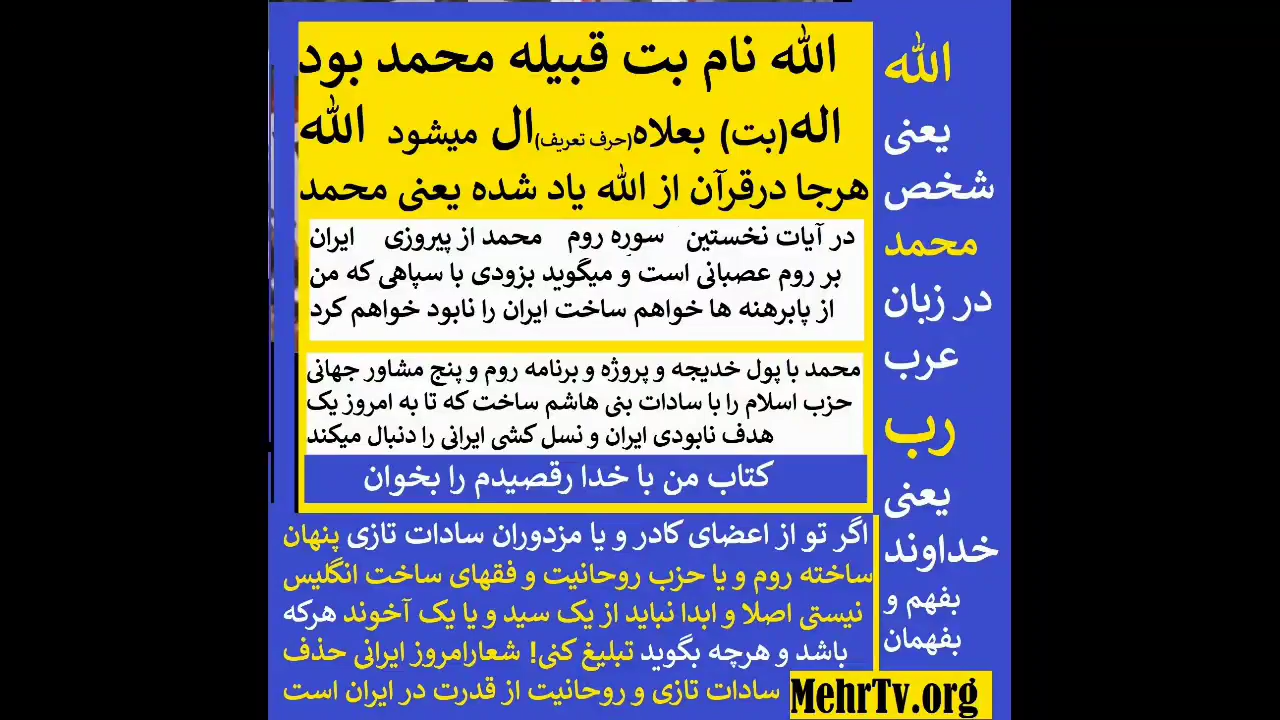 الله نام بت قبیله محمد بود
اله(بت) بعلاه(حرف تعریف)ال میشود الله
هرجا درقرآن از الله یاد شده یعنی محمد
در آیات نخستین سوره روم محمد از پیروزی ایران
بر روم عصبانی است و میگوید بزودی با سپاهی که من
از پابرهنه ها خواهم ساخت ایران را نابود خواهم کرد
محمد با پول خدیجه و پروژه و برنامه روم و پنج مشاور جهانی
حزب اسلام را با سادات بنی هاشم ساخت که تا به امروز یک
هدف نابودی ایران و نسل کشی ایرانی را دنبال میکند
کتاب من با خدا رقصیدم را بخوان
الله
یعنی
شخص
محمد
در زبان
عرب
رب
یعنی
خداوند
بفهم و
بفهمان
اگر تو از اعضای کادر و یا مزدوران سادات تازی پنهان
ساخته روم و یا حزب روحانیت و فقهای ساخت انگلیس
نیستی اصلا و ابدا نباید از یک سید و یا یک آخوند هرکه
باشد و هرچه بگوید تبلیغ کنی! شعارامروز ایرانی حذف
سادات تازی و روحانیت از قدرت در ایران است
MehrTv.org